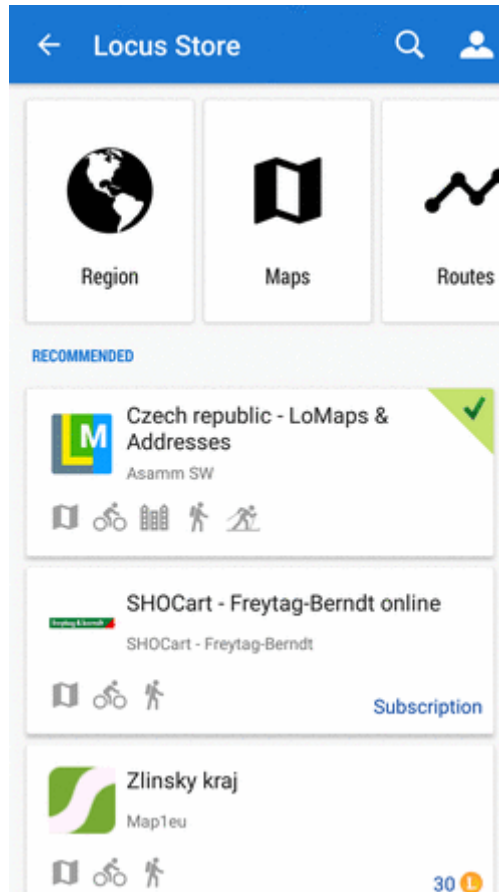 Locus Store
Region
Maps
Routes
RECOMMENDED
Czech republic - LoMaps &
Addresses
Asamm SW
SHOCart - Freytag-Berndt online
SHOCart - Freytag-Berndt
Subscription
Zlinsky kraj
Map1eu
30 L